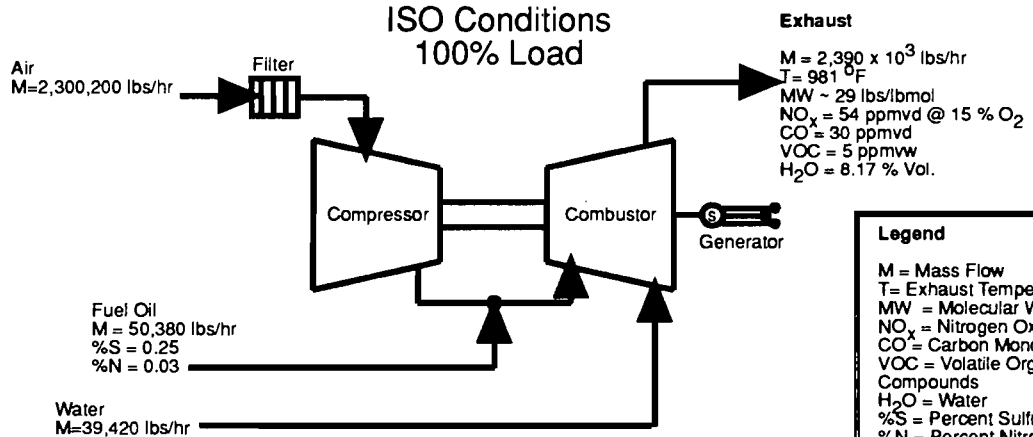 ISO Conditions
100% Load
Air
M=2,300,200 lbs/hr
Filter
Compressor
Combustor
S
Generator
Fuel Oil
M = 50,380 lbs/hr
%S = 0.25
%N = 0.03
Water
M=39,420 lbs/hr
Exhaust
M = 2,390 x 10³ lbs/hr
T= 981 °F
MW ~ 29 lbs/lbmol
NOₓ = 54 ppmvd @ 15 % O₂
CO = 30 ppmvd
VOC = 5 ppmvw
H₂O = 8.17 % Vol.
Legend
M = Mass Flow
T= Exhaust
MW = Molecular
NOₓ = Nitrogen
CO = Carbon
VOC = Volatile
Compounds
H₂O = Water
%S = Percent
%N = Percent